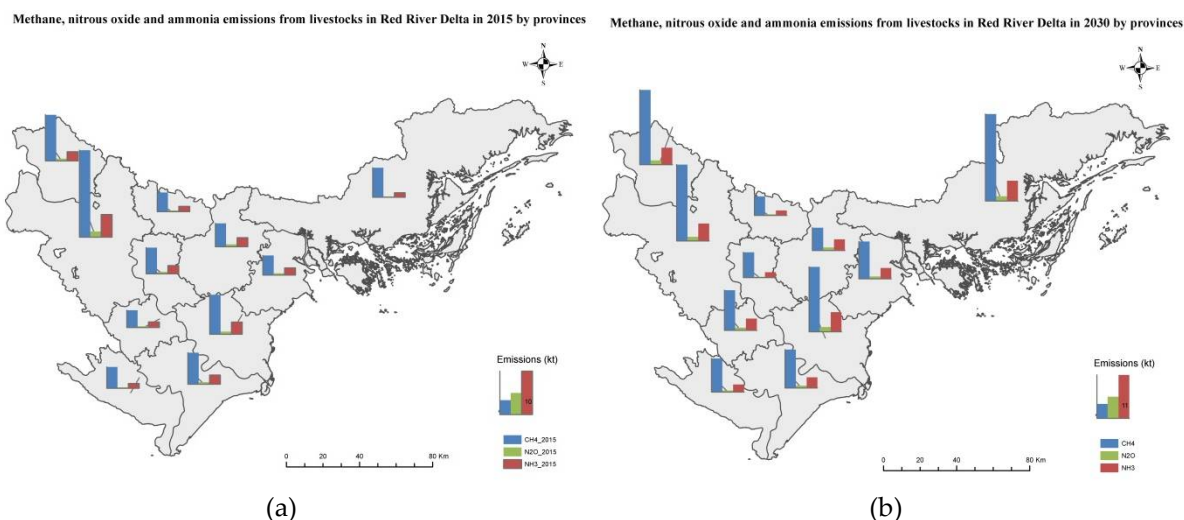 Methane, nitrous oxide and ammonia emissions from livestocks in Red River Delta in 2015 by provinces
N
W E
S
Emissions (kt)
10
CH4_2015
N2O_2015
NH3_2015
0 20 40 80 Km
(a)
Methane, nitrous oxide and ammonia emissions from livestocks in Red River Delta in 2030 by provinces
N
W E
S
Emissions (kt)
11
CH4
N2O
NH3
0 20 40 80 Km
(b)